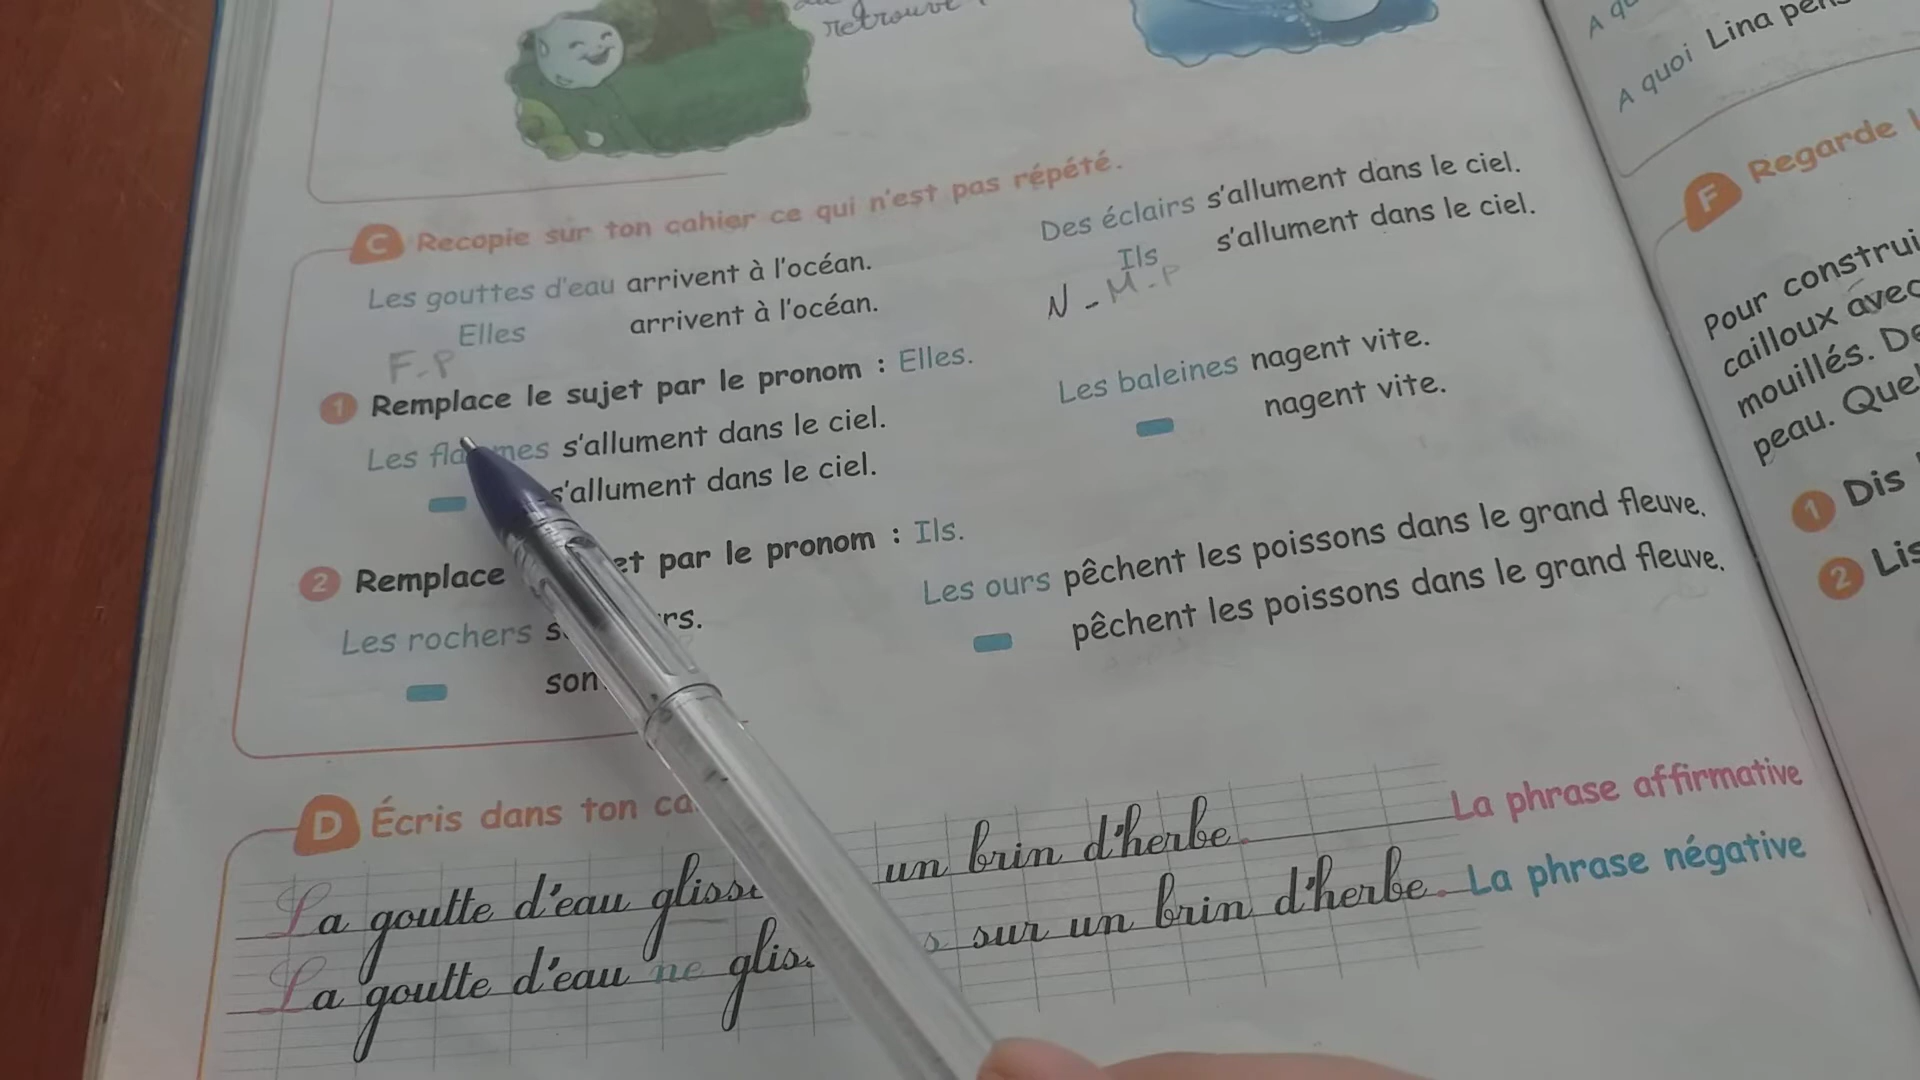 retrouve
C Recopie sur ton cahier ce qui n'est pas répété.
Les gouttes d'eau arrivent à l'océan.
Elles arrivent à l'océan.
F-P
Des éclairs s'allument dans le ciel.
Ils s'allument dans le ciel.
N-M-P
1 Remplace le sujet par le pronom : Elles.
Les fla mes s'allument dans le ciel.
s'allument dans le ciel.
Les baleines nagent vite.
nagent vite.
2 Remplace et par le pronom : Ils.
Les rochers s rs.
son
Les ours pêchent les poissons dans le grand fleuve.
pêchent les poissons dans le grand fleuve.
D Écris dans ton ca
La goutte d'eau glisse un brin d'herbe. La phrase affirmative
La goutte d'eau ne glis s sur un brin d'herbe. La phrase négative
A qu
A quoi Lina pen
F Regarde l
Pour construi
cailloux avec
mouillés. De
peau. Quel
1 Dis
2 Lis